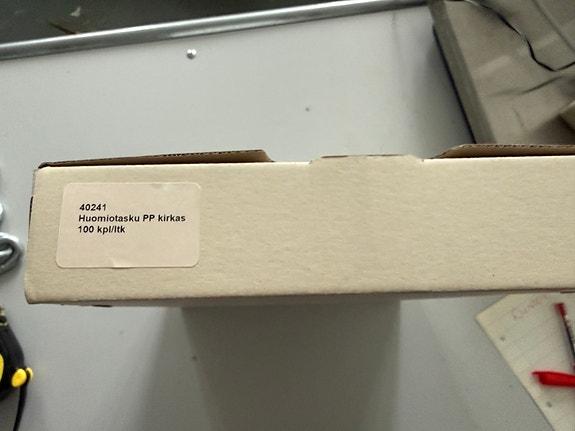 40241
Huomiotasku PP kirkas
100 kpl/ltk